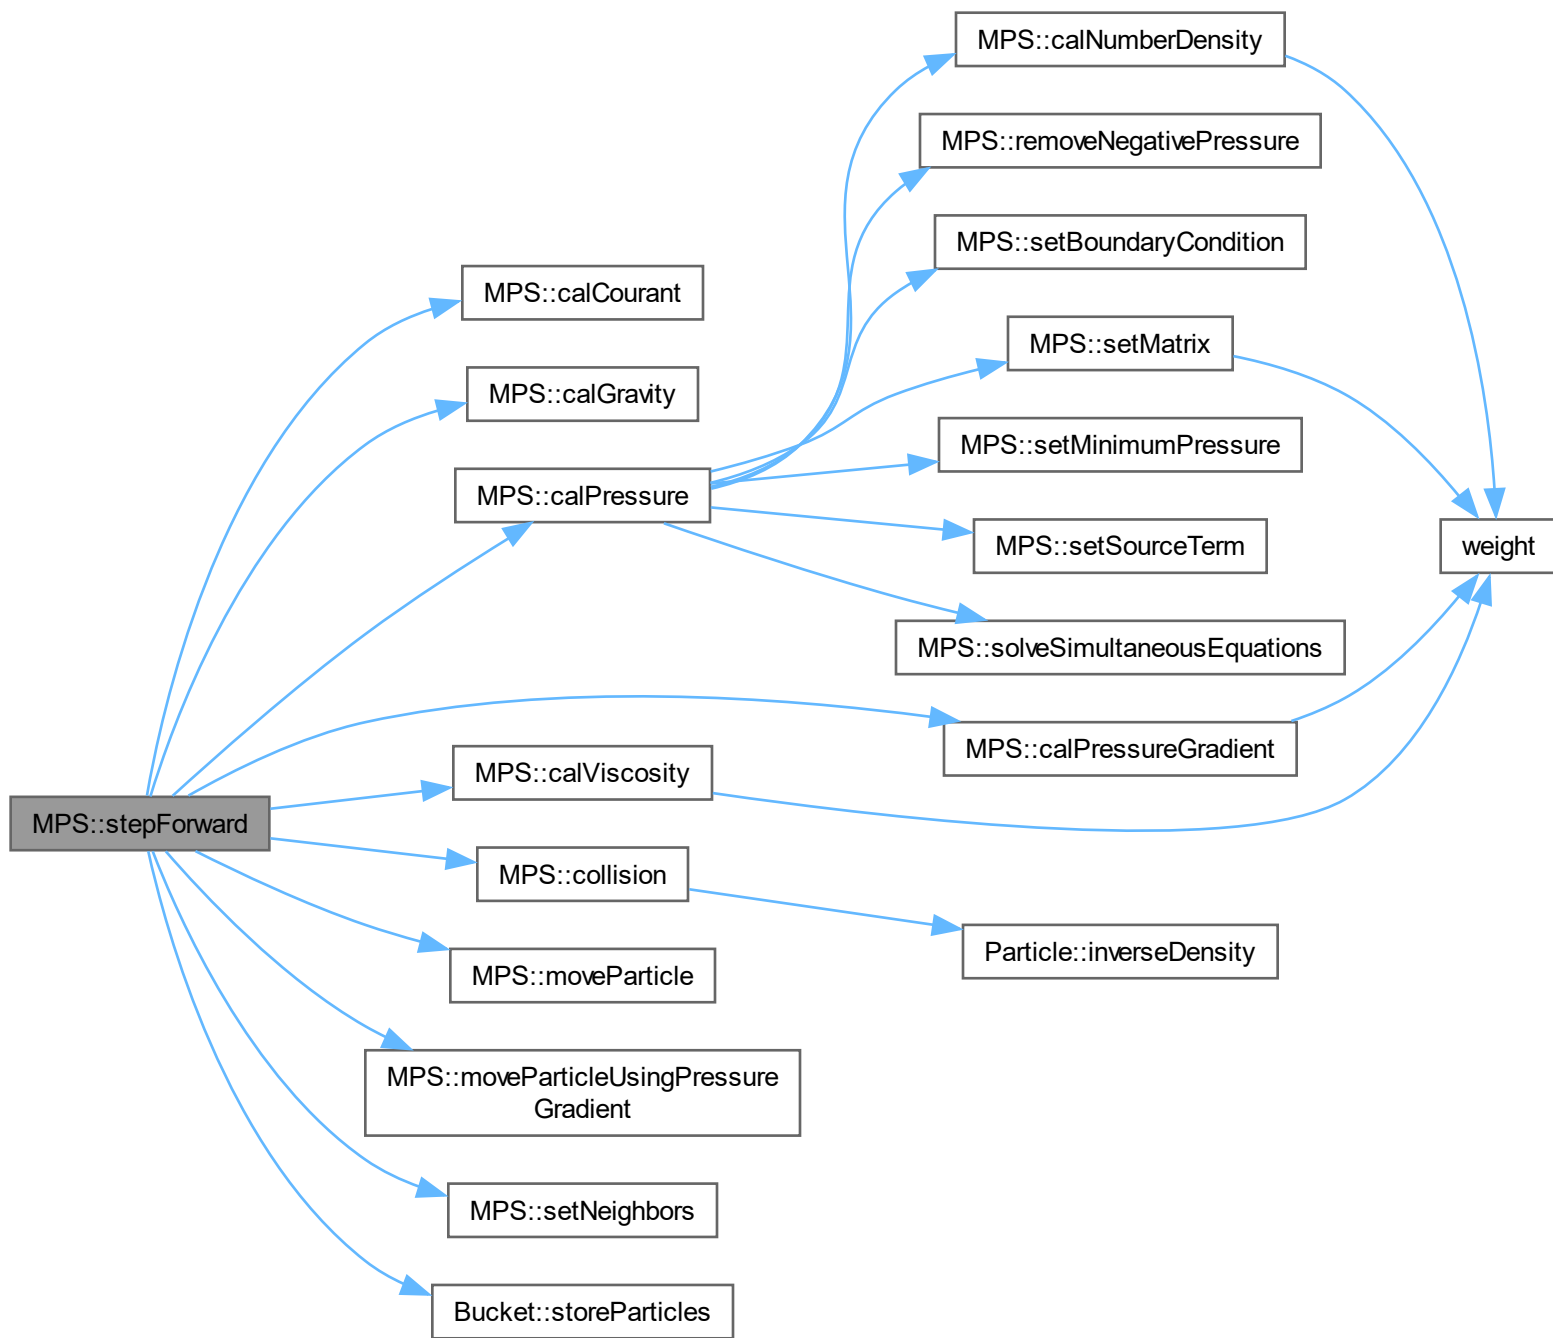 MPS::calNumberDensity
MPS::removeNegativePressure
MPS::setBoundaryCondition
MPS::calCourant
MPS::setMatrix
MPS::calGravity
MPS::setMinimumPressure
MPS::calPressure
MPS::setSourceTerm
weight
MPS::solveSimultaneousEquations
MPS::calPressureGradient
MPS::calViscosity
MPS::stepForward
MPS::collision
Particle::inverseDensity
MPS::moveParticle
MPS::moveParticleUsingPressure
Gradient
MPS::setNeighbors
Bucket::storeParticles